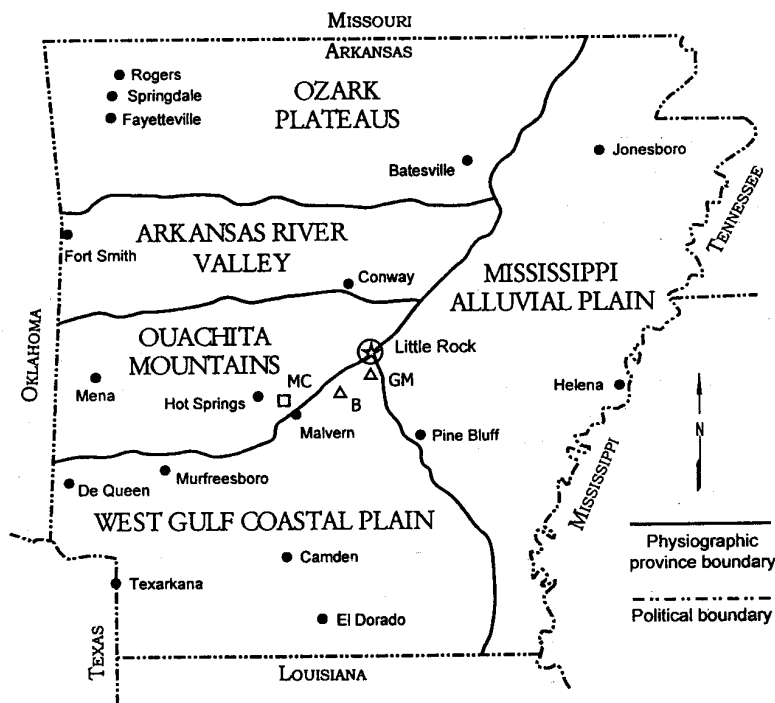 MISSOURI
ARKANSAS
Rogers
Springdale
Fayetteville
OZARK
PLATEAUS
Batesville
Jonesboro
TENNESSEE
ARKANSAS RIVER
VALLEY
Fort Smith
Conway
MISSISSIPPI
ALLUVIAL PLAIN
OUACHITA
MOUNTAINS
Little Rock
OKLAHOMA
Mena
Hot Springs
MC
B
GM
Helena
Malvern
Pine Bluff
N
De Queen
Murfreesboro
MISSISSIPPI
WEST GULF COASTAL PLAIN
Camden
Texarkana
El Dorado
Physiographic
province boundary
Political boundary
TEXAS
LOUISIANA